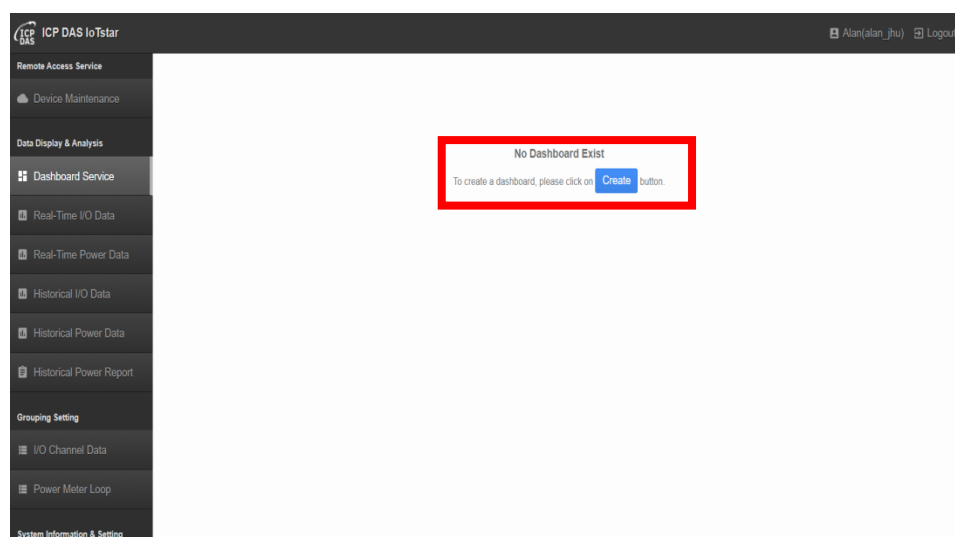 ICP DAS IoTstar
Alan(alan_jhu) Logout
Remote Access Service
Device Maintenance
Data Display & Analysis
Dashboard Service
Real-Time I/O Data
Real-Time Power Data
Historical I/O Data
Historical Power Data
Historical Power Report
Grouping Setting
I/O Channel Data
Power Meter Loop
System Information & Setting
No Dashboard Exist
To create a dashboard, please click on Create button.